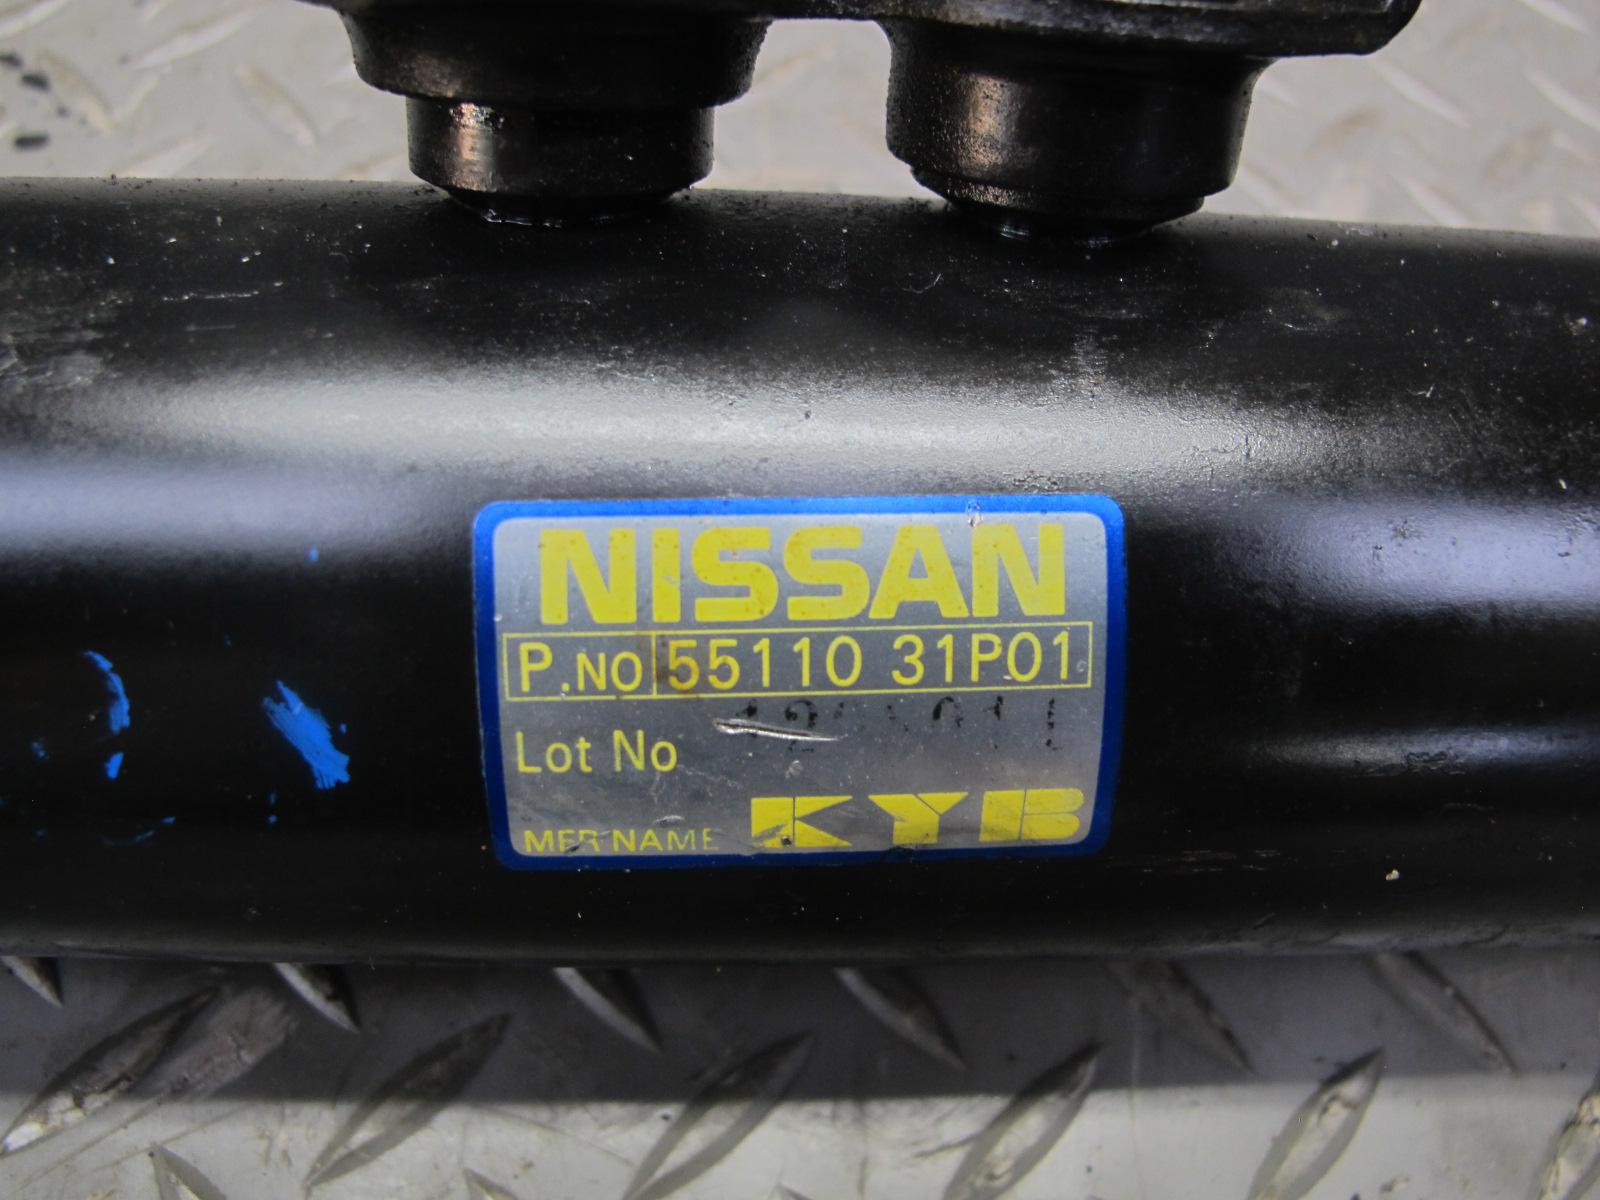 NISSAN
P.NO 55110 31P01
Lot No
MFR NAME KYB